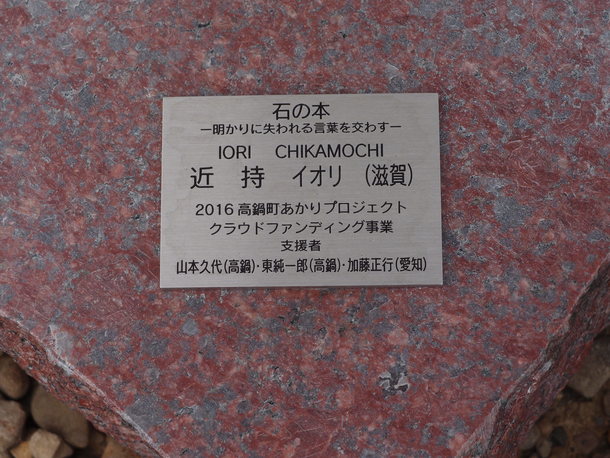 石の本
ー明かりに失われる言葉を交わすー
IORI CHIKAMOCHI
近 持 イオリ (滋賀)
2016 高鍋町あかりプロジェクト
クラウドファンディング事業
支援者
山本久代(高鍋)・東純一郎(高鍋)・加藤正行(愛知)